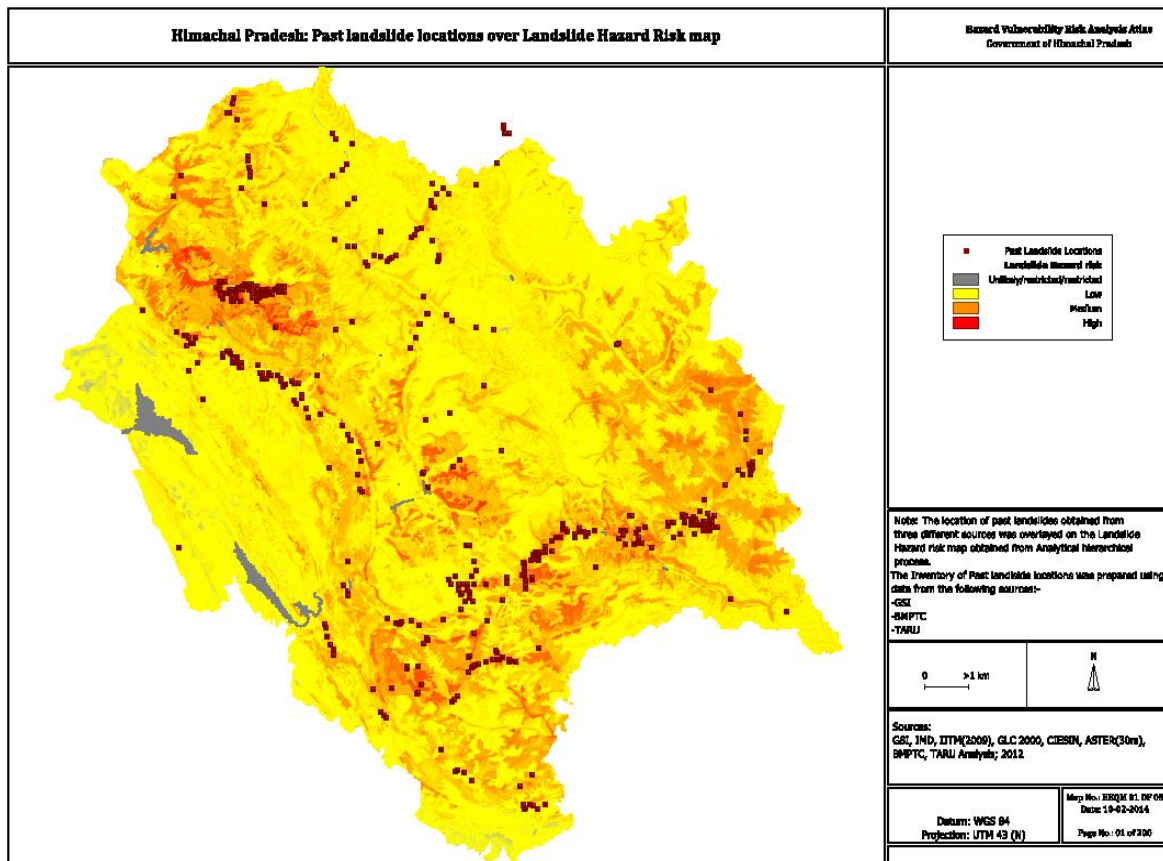 Himachal Pradesh: Past landslide locations over Landslide Hazard Risk map
Hazard Vulnerability Risk Analysis Atlas
Government of Himachal Pradesh
Past Landslide Locations
Landslide Hazard risk
Unlikely/restricted/restricted
Low
Medium
High
Note: The location of past landslides obtained from
three different sources was overlayed on the Landslide
Hazard risk map obtained from Analytical hierarchical
process.
The Inventory of Past landslide locations was prepared using
data from the following sources:-
-GSI
-BMPTC
-TARU
N
0 >1 km
Sources:
GSI, IMD, IITM(2009), GLC 2000, CIESIN, ASTER(30m),
BMPTC, TARU Analysis; 2012
Datum: WGS 84
Projection: UTM 43 (N)
Map No.: 01 OF
Date: 10-02-2014
Page No.: 01 of 200